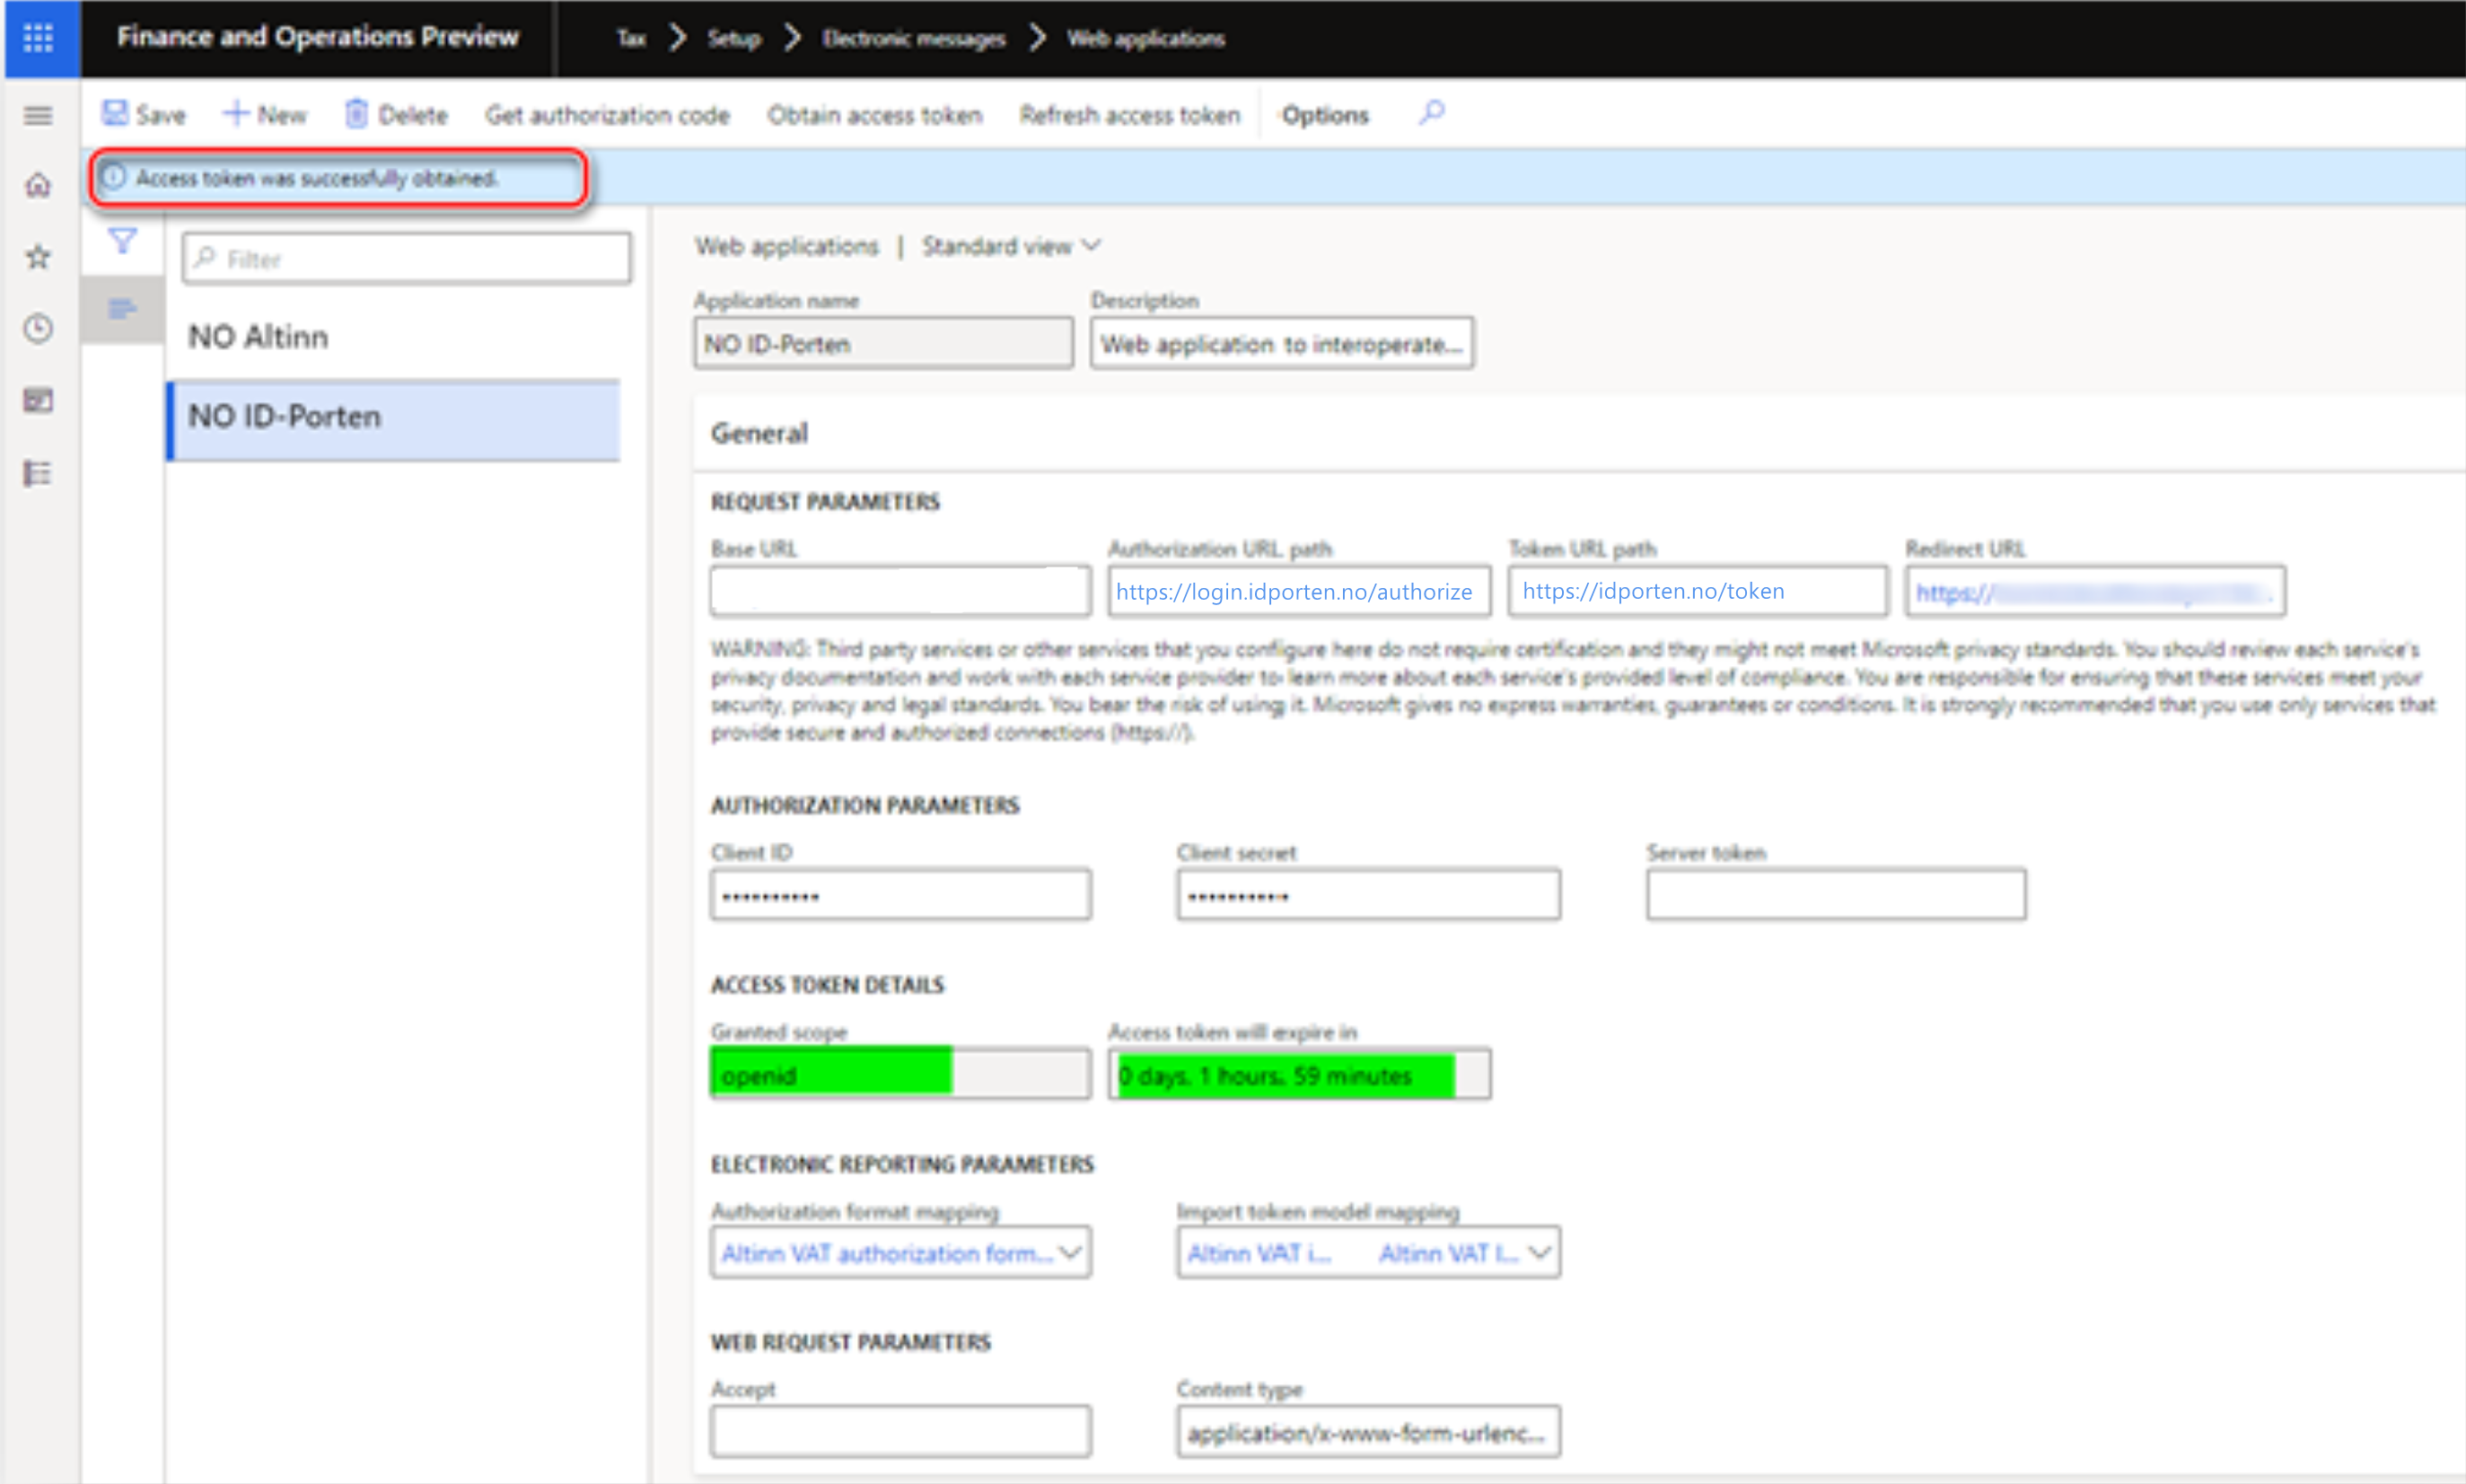 Finance and Operations Preview
Tax > Setup > Electronic messages > Web applications
Save New Delete Get authorization code Obtain access token Refresh access token Options
Access token was successfully obtained.
Filter
NO Altinn
NO ID-Porten
Web applications | Standard view
Application name Description
NO ID-Porten Web application to interoperate...
General
REQUEST PARAMETERS
Base URL Authorization URL path Token URL path Redirect URL
https://login.idporten.no/authorize https://idporten.no/token https://
WARNING: Third party services or other services that you configure here do not require certification and they might not meet Microsoft privacy standards. You should review each service's
privacy documentation and work with each service provider to learn more about each service's provided level of compliance. You are responsible for ensuring that these services meet your
security, privacy and legal standards. You bear the risk of using it. Microsoft gives no express warranties, guarantees or conditions. It is strongly recommended that you use only services that
provide secure and authorized connections (https://).
AUTHORIZATION PARAMETERS
Client ID Client secret Server token
•••••••••• ••••••••••
ACCESS TOKEN DETAILS
Granted scope Access token will expire in
openid 0 days, 1 hours, 59 minutes
ELECTRONIC REPORTING PARAMETERS
Authorization format mapping Import token model mapping
Altinn VAT authorization form... Altinn VAT i... Altinn VAT I...
WEB REQUEST PARAMETERS
Accept Content type
application/x-www-form-urlenc...